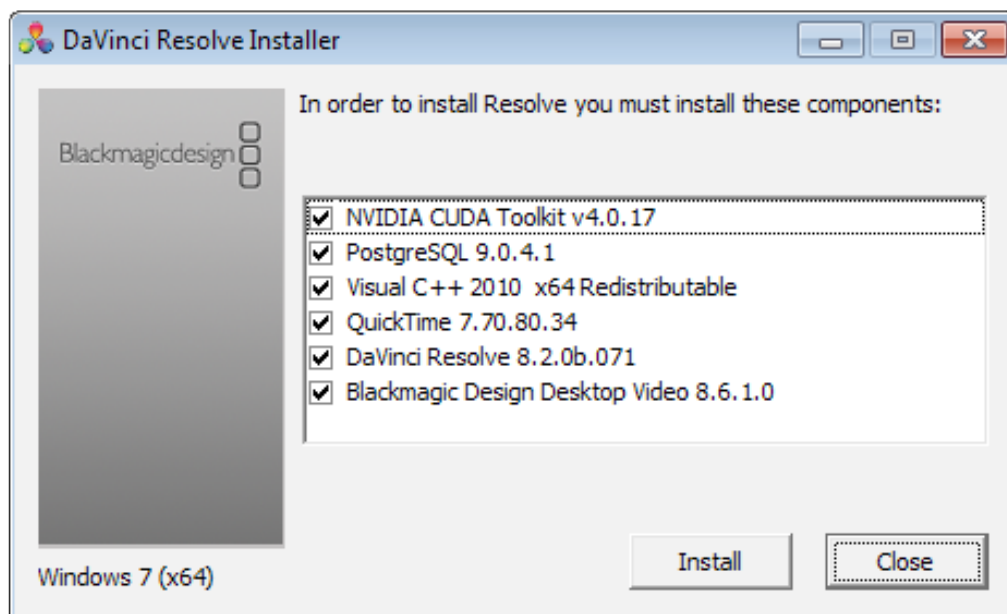 DaVinci Resolve Installer
In order to install Resolve you must install these components:
Blackmagicdesign
NVIDIA CUDA Toolkit v4.0.17
PostgreSQL 9.0.4.1
Visual C++ 2010  x64 Redistributable
QuickTime 7.70.80.34
DaVinci Resolve 8.2.0b.071
Blackmagic Design Desktop Video 8.6.1.0
Windows 7 (x64)
Install
Close